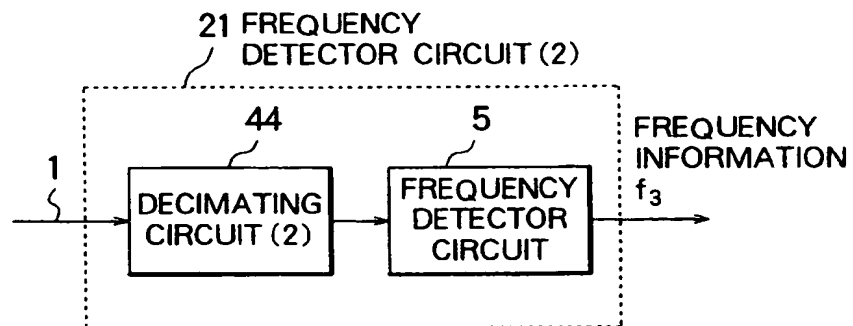 21 FREQUENCY
DETECTOR CIRCUIT (2)
44
5
FREQUENCY
INFORMATION
f3
1
DECIMATING
CIRCUIT (2)
FREQUENCY
DETECTOR
CIRCUIT